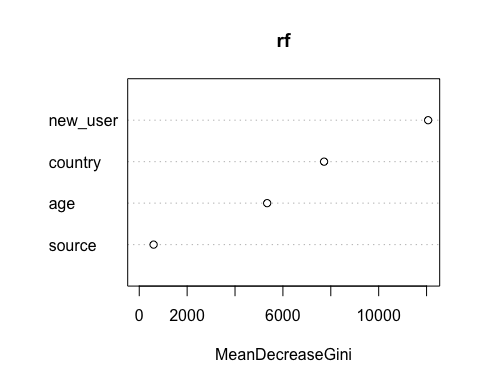 rf
new_user
country
age
source
0 2000 6000 10000
MeanDecreaseGini